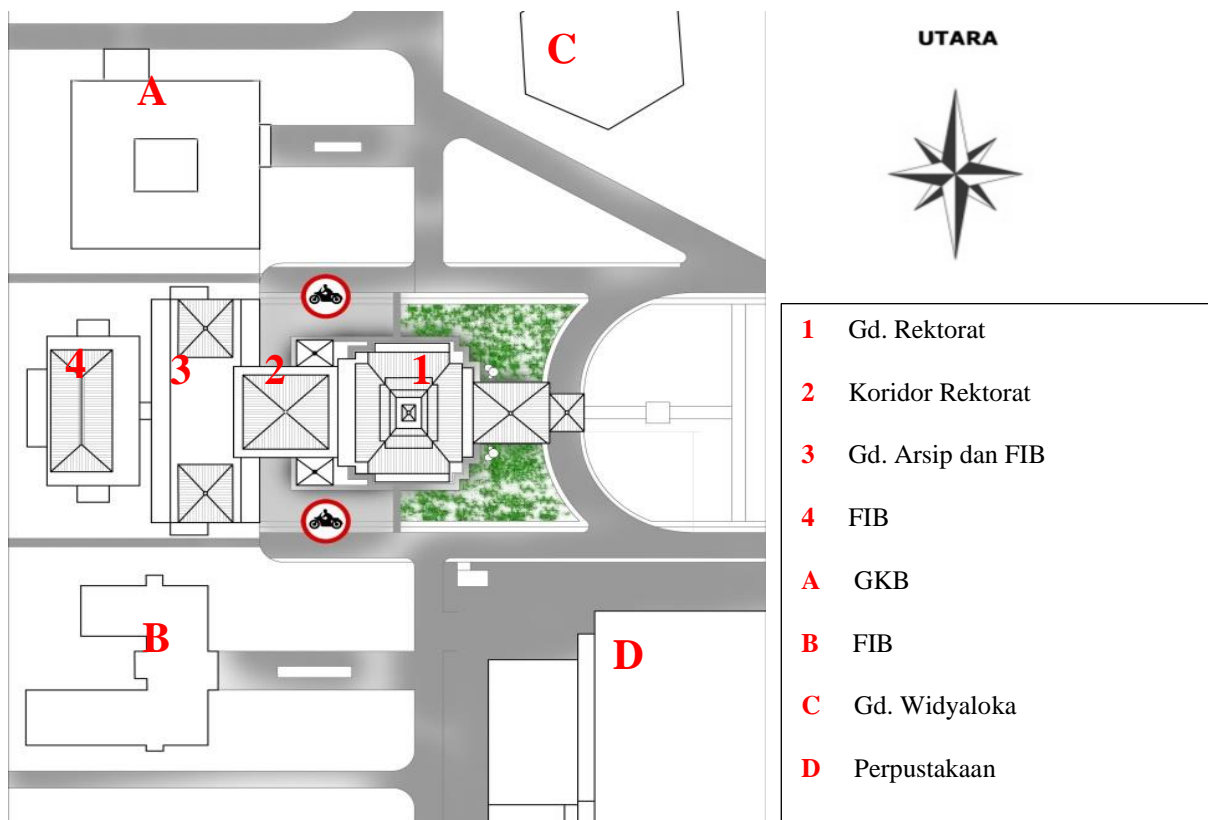 A
C
4
3
2
1
B
D
UTARA
1 Gd. Rektorat
2 Koridor Rektorat
3 Gd. Arsip dan FIB
4 FIB
A GKB
B FIB
C Gd. Widyaloka
D Perpustakaan